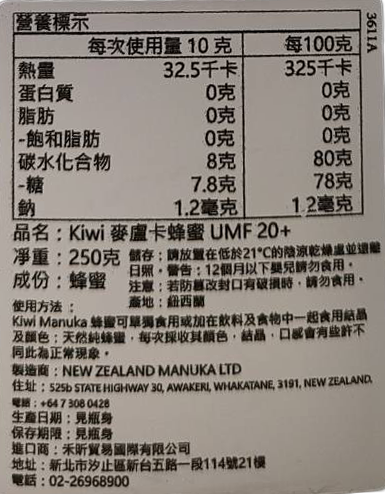 營養標示
3611A
每次使用量 10 克 每100克
熱量 32.5千卡 325千卡
蛋白質 0克 0克
脂肪 0克 0克
-飽和脂肪 0克 0克
碳水化合物 8克 80克
-糖 7.8克 78克
鈉 1.2毫克 1.2毫克
品名：Kiwi 麥盧卡蜂蜜 UMF 20+
淨重：250克 儲存：請放置在低於21°C的陰涼乾燥處並遠離
日照。警告：12個月以下嬰兒請勿食用。
成份：蜂蜜 注意：若防篡改封口有破損時，請勿食用。
使用方法： 產地：紐西蘭
Kiwi Manuka 蜂蜜可單獨食用或加在飲料及食物中一起食用結晶
及顏色：天然純蜂蜜，每次採收其顏色，結晶，口感會有些許不
同此為正常現象。
製造商：NEW ZEALAND MANUKA LTD
住址：525b STATE HIGHWAY 30, AWAKERI, WHAKATANE, 3191, NEW ZEALAND.
電話：+64 7 308 0428
生產日期：見瓶身
保存期限：見瓶身
進口商：禾昕貿易國際有限公司
地址：新北市汐止區新台五路一段114號21樓
電話：02-26968900